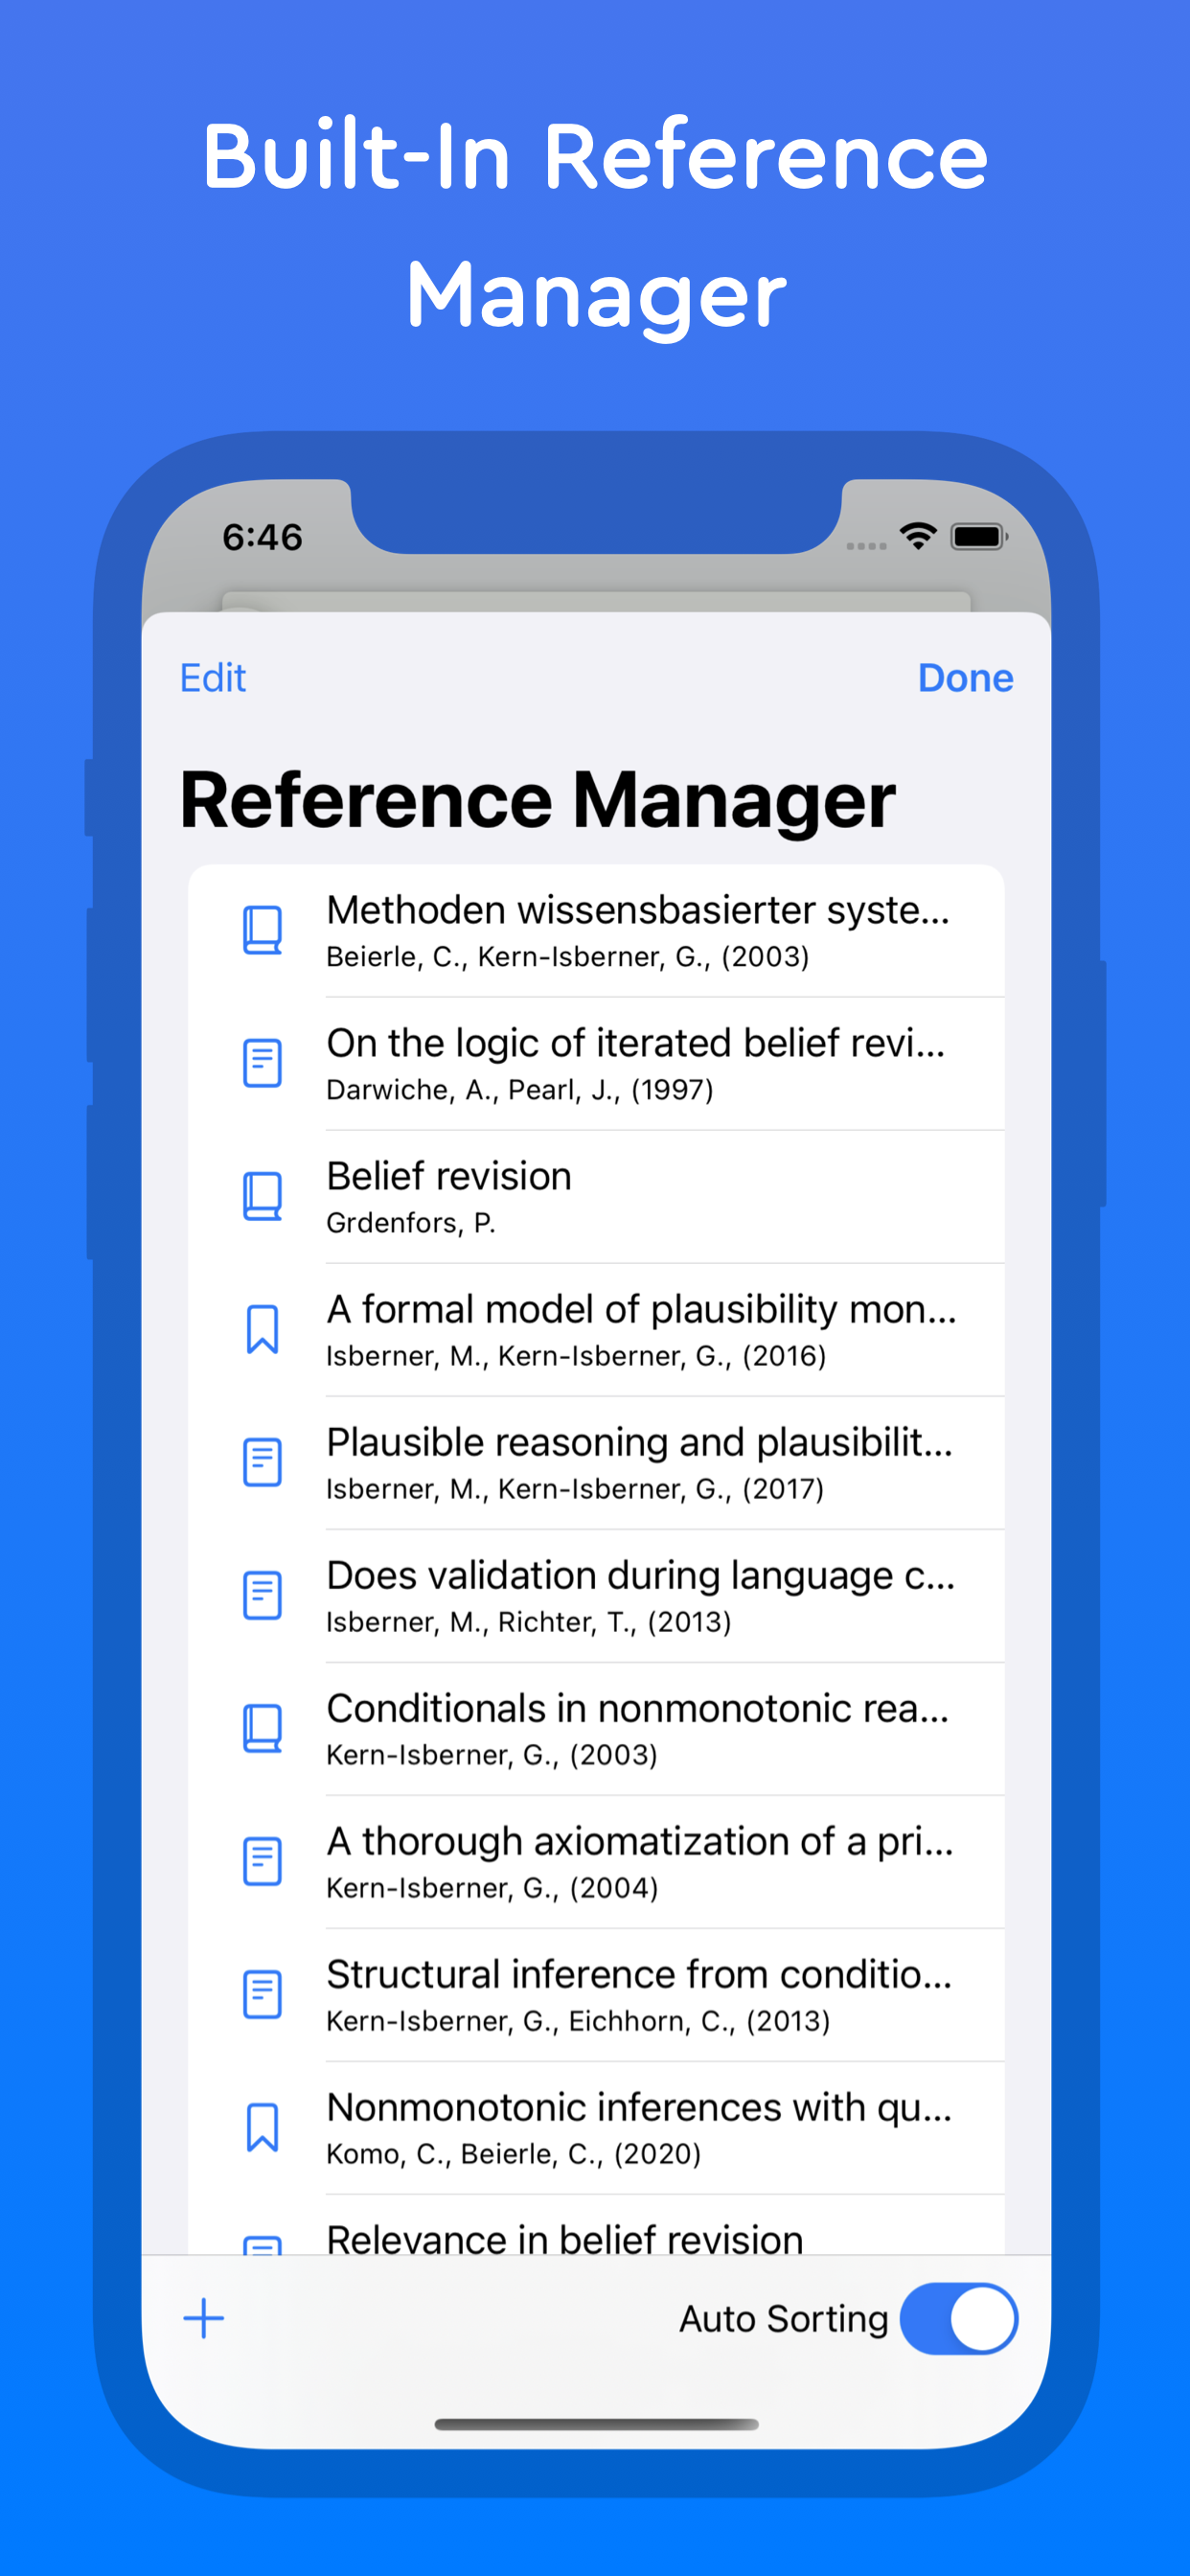 Built-In Reference
Manager
6:46
Edit
Done
Reference Manager
Methoden wissensbasierter syste...
Beierle, C., Kern-Isberner, G., (2003)
On the logic of iterated belief revi...
Darwiche, A., Pearl, J., (1997)
Belief revision
Grdenfors, P.
A formal model of plausibility mon...
Isberner, M., Kern-Isberner, G., (2016)
Plausible reasoning and plausibilit...
Isberner, M., Kern-Isberner, G., (2017)
Does validation during language c...
Isberner, M., Richter, T., (2013)
Conditionals in nonmonotonic rea...
Kern-Isberner, G., (2003)
A thorough axiomatization of a pri...
Kern-Isberner, G., (2004)
Structural inference from conditio...
Kern-Isberner, G., Eichhorn, C., (2013)
Nonmonotonic inferences with qu...
Komo, C., Beierle, C., (2020)
Relevance in belief revision
Auto Sorting